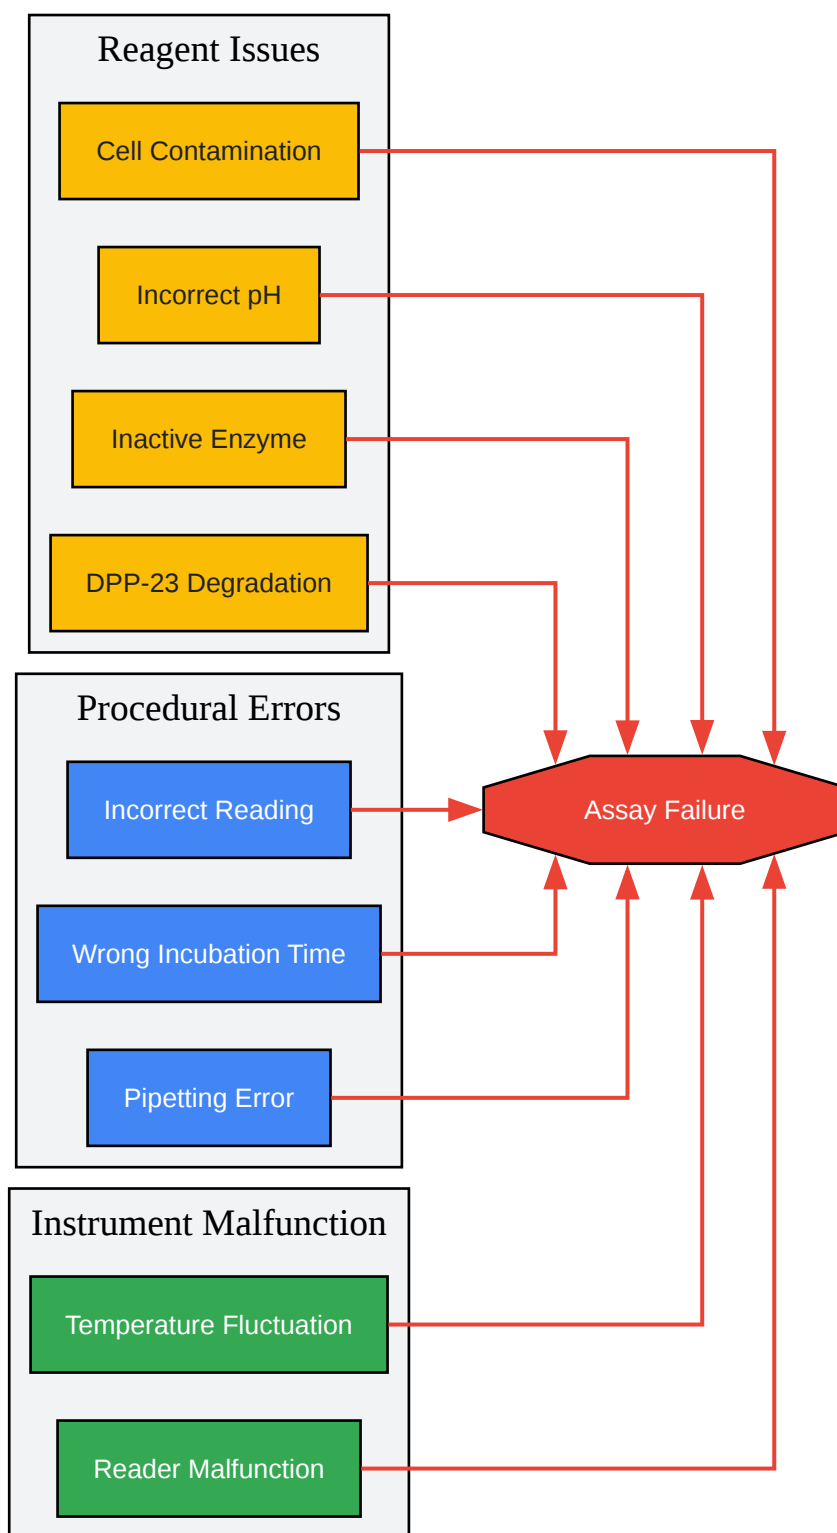 Reagent Issues
Cell Contamination
Incorrect pH
Inactive Enzyme
DPP-23 Degradation
Procedural Errors
Incorrect Reading
Assay Failure
Wrong Incubation Time
Pipetting Error
Instrument Malfunction
Temperature Fluctuation
Reader Malfunction